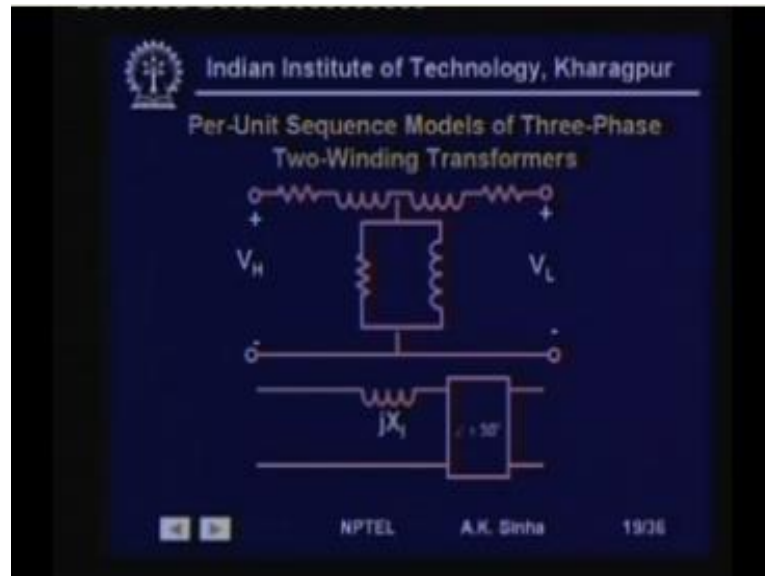 Indian Institute of Technology, Kharagpur
Per-Unit Sequence Models of Three-Phase
Two-Winding Transformers
+ +
V_H V_L
- -
jX_l
NPTEL A.K. Sinha 19/36